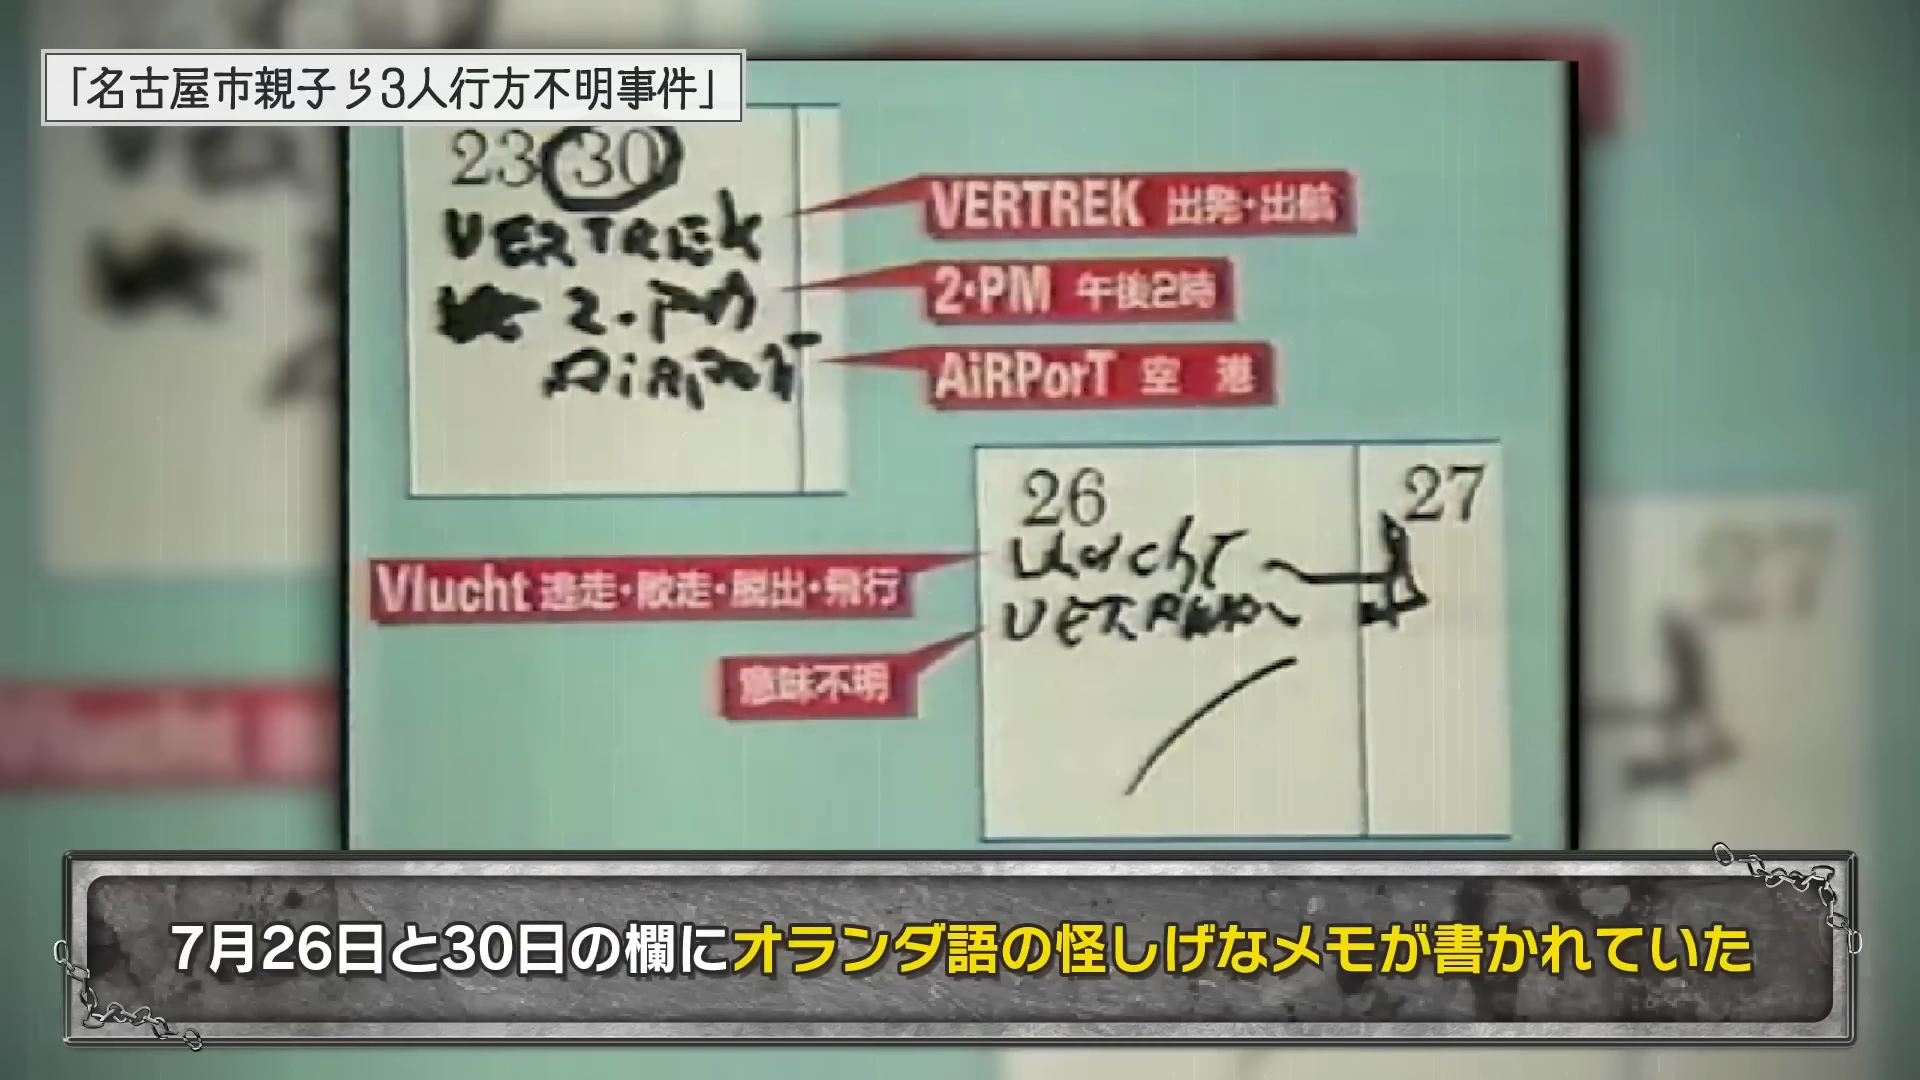 「名古屋市親子ら3人行方不明事件」
23 30
VERTREK
2.PM
AiRPorT
VERTREK 出発・出航
2・PM 午後2時
AiRPorT 空 港
26 27
Vlucht 逃走・敗走・脱出・飛行
意味不明
7月26日と30日の欄にオランダ語の怪しげなメモが書かれていた